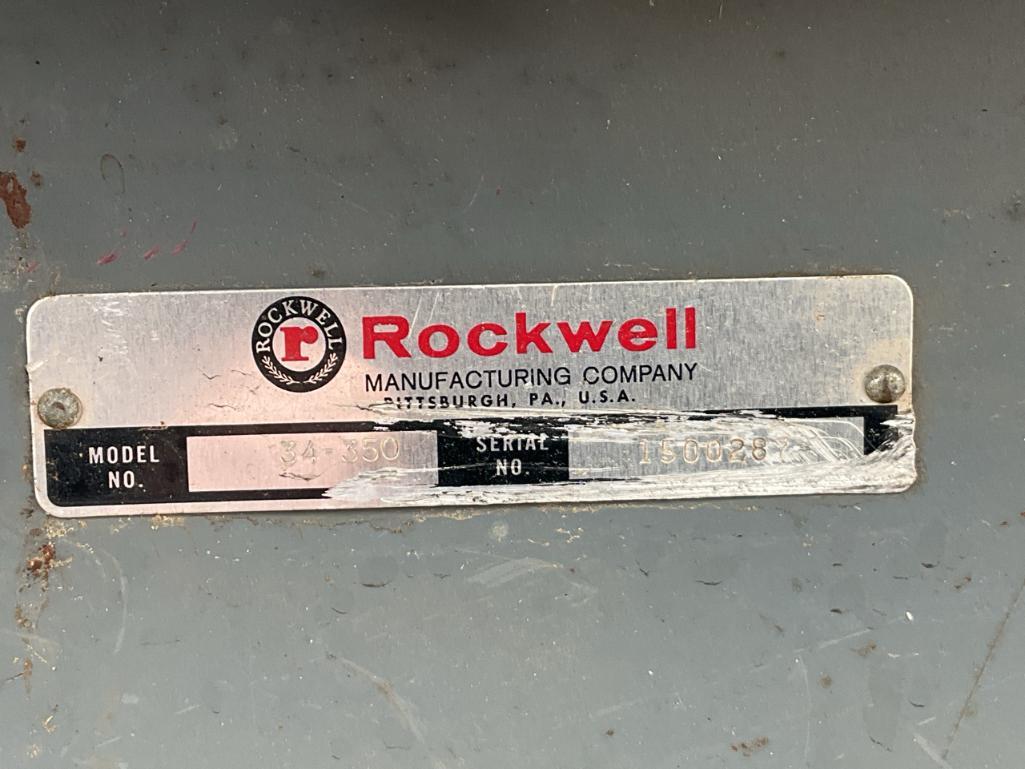 ROCKWELL
r
Rockwell
MANUFACTURING COMPANY
PITTSBURGH, PA., U.S.A.
MODEL NO. 34-350
SERIAL NO.